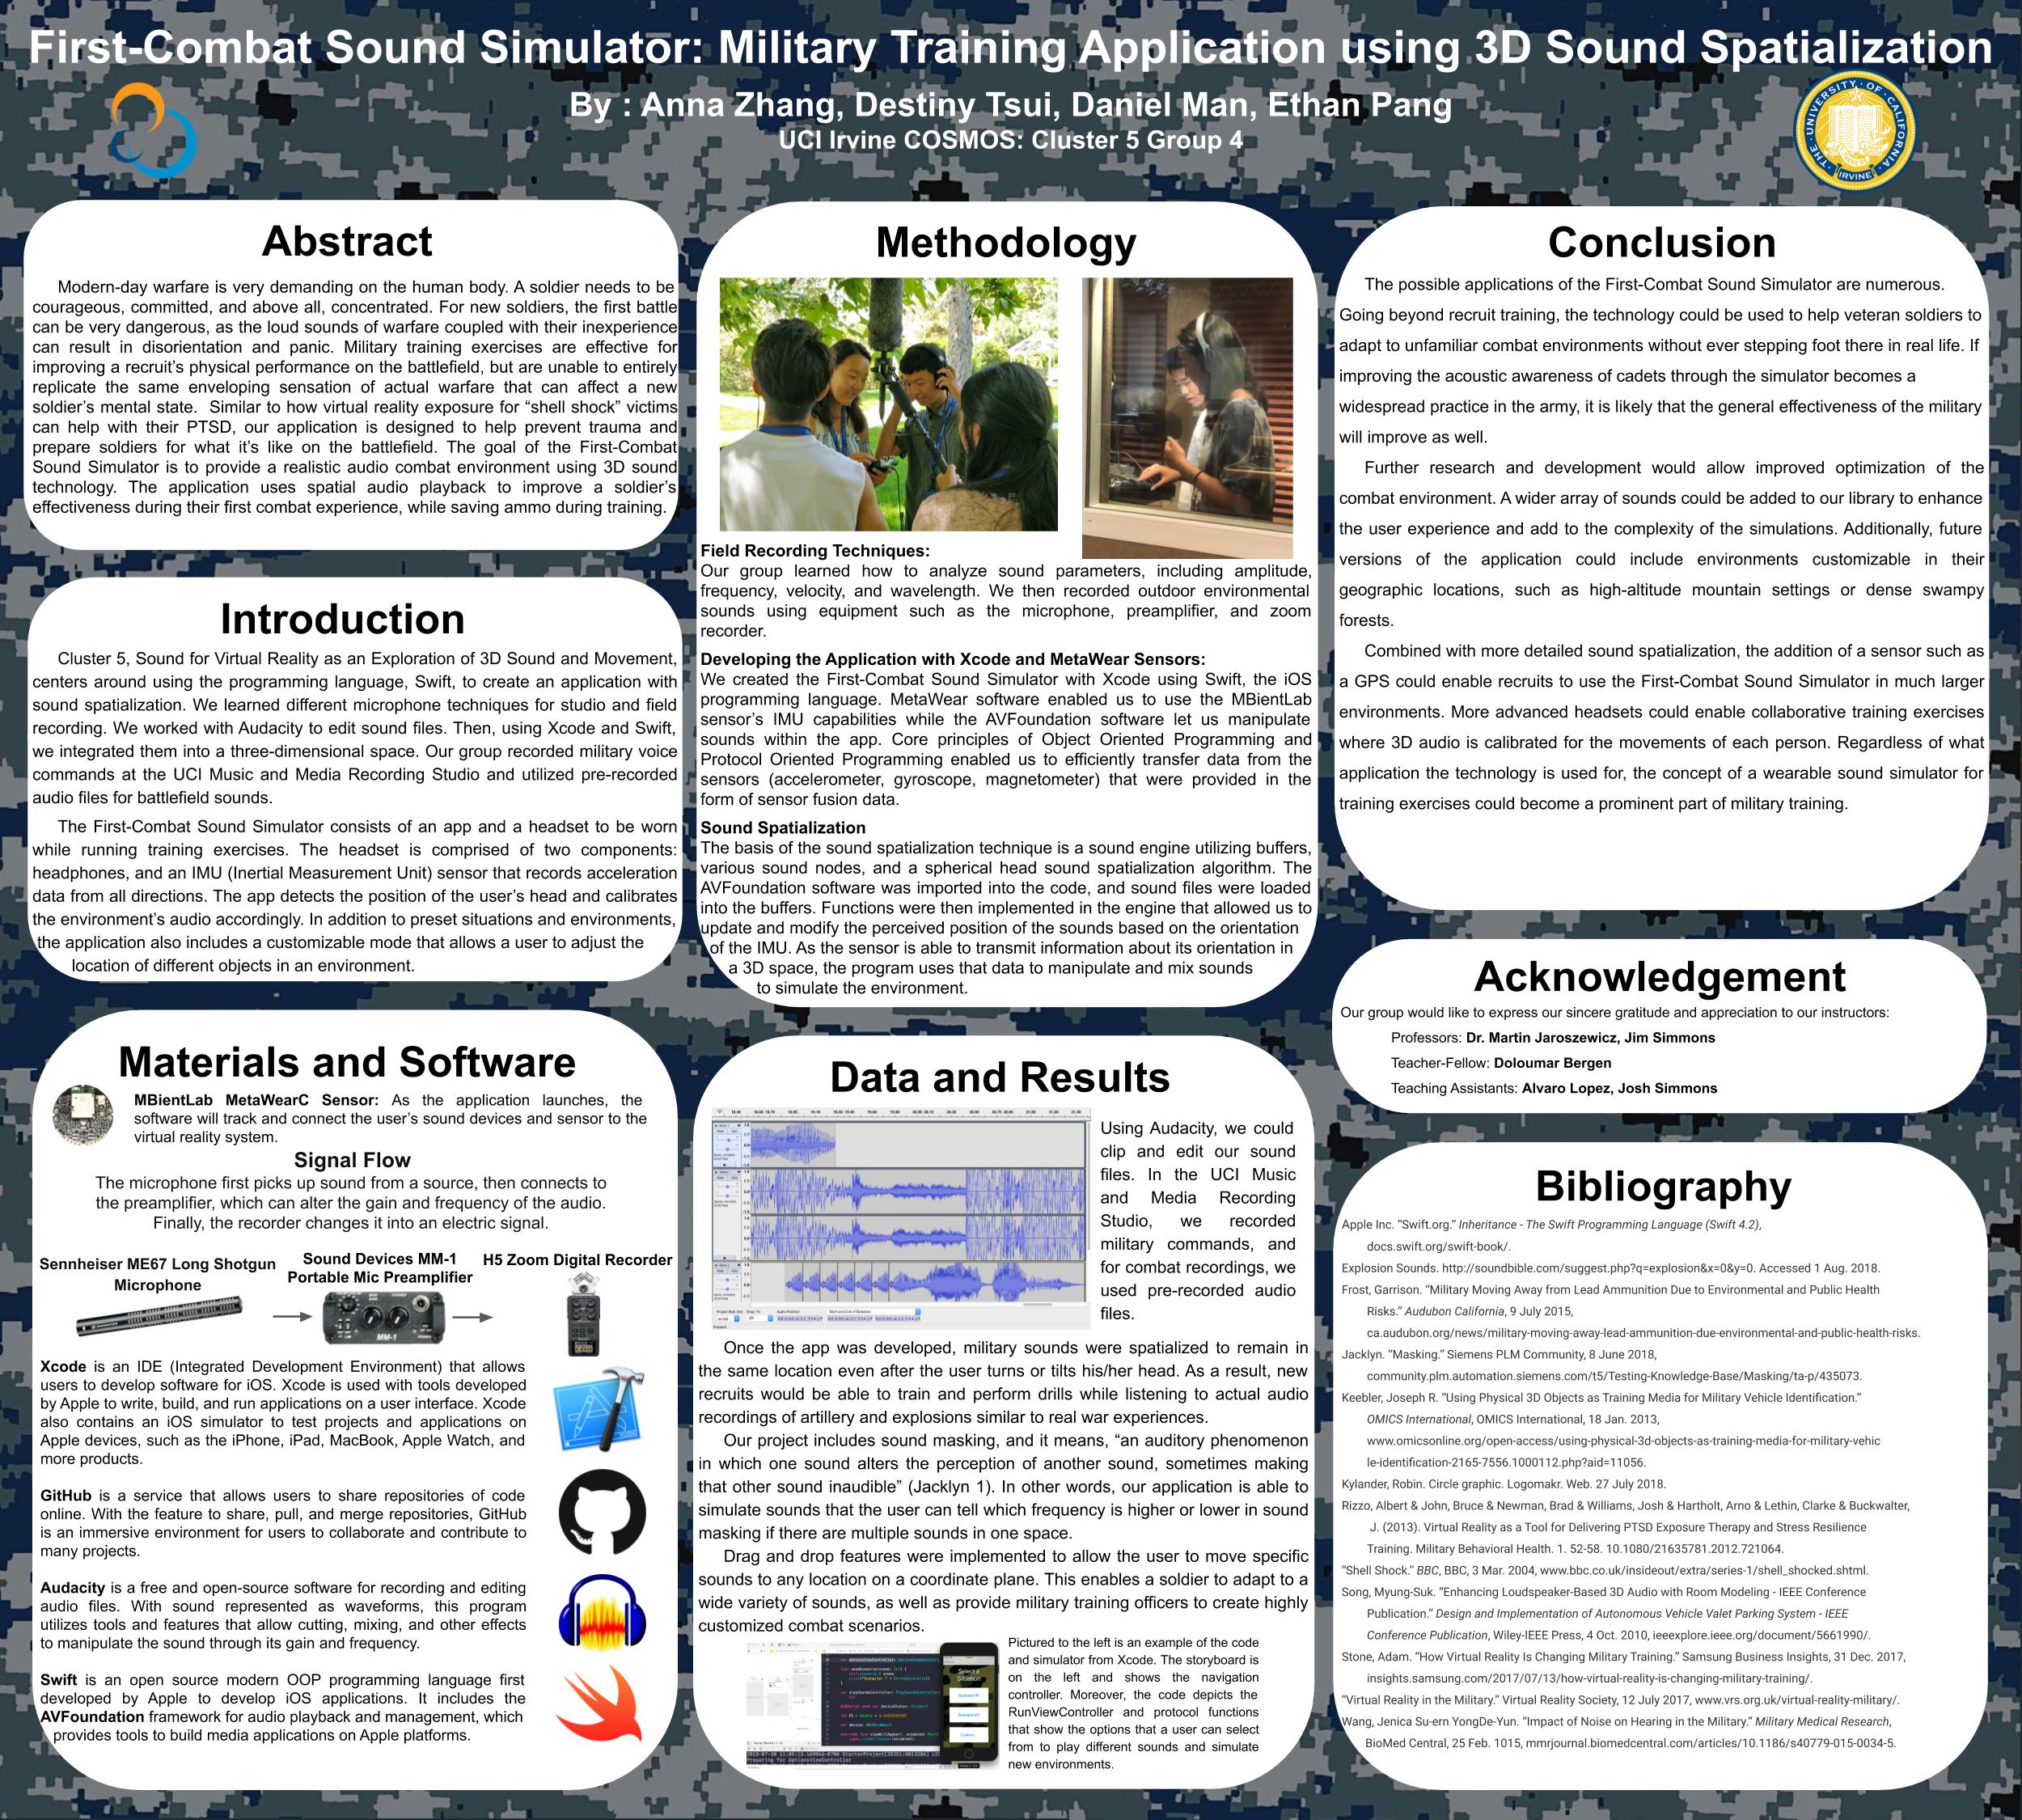 First-Combat Sound Simulator: Military Training Application using 3D Sound Spatialization
By : Anna Zhang, Destiny Tsui, Daniel Man, Ethan Pang
UCI Irvine COSMOS: Cluster 5 Group 4
THE UNIVERSITY OF CALIFORNIA
IRVINE
Abstract
Modern-day warfare is very demanding on the human body. A soldier needs to be
courageous, committed, and above all, concentrated. For new soldiers, the first battle
can be very dangerous, as the loud sounds of warfare coupled with their inexperience
can result in disorientation and panic. Military training exercises are effective for
improving a recruit's physical performance on the battlefield, but are unable to entirely
replicate the same enveloping sensation of actual warfare that can affect a new
soldier's mental state. Similar to how virtual reality exposure for “shell shock” victims
can help with their PTSD, our application is designed to help prevent trauma and
prepare soldiers for what it's like on the battlefield. The goal of the First-Combat
Sound Simulator is to provide a realistic audio combat environment using 3D sound
technology. The application uses spatial audio playback to improve a soldier's
effectiveness during their first combat experience, while saving ammo during training.
Introduction
Cluster 5, Sound for Virtual Reality as an Exploration of 3D Sound and Movement,
centers around using the programming language, Swift, to create an application with
sound spatialization. We learned different microphone techniques for studio and field
recording. We worked with Audacity to edit sound files. Then, using Xcode and Swift,
we integrated them into a three-dimensional space. Our group recorded military voice
commands at the UCI Music and Media Recording Studio and utilized pre-recorded
audio files for battlefield sounds.
The First-Combat Sound Simulator consists of an app and a headset to be worn
while running training exercises. The headset is comprised of two components:
headphones, and an IMU (Inertial Measurement Unit) sensor that records acceleration
data from all directions. The app detects the position of the user's head and calibrates
the environment's audio accordingly. In addition to preset situations and environments,
the application also includes a customizable mode that allows a user to adjust the
location of different objects in an environment.
Materials and Software
MBientLab MetaWearC Sensor: As the application launches, the
software will track and connect the user's sound devices and sensor to the
virtual reality system.
Signal Flow
The microphone first picks up sound from a source, then connects to
the preamplifier, which can alter the gain and frequency of the audio.
Finally, the recorder changes it into an electric signal.
Sennheiser ME67 Long Shotgun
Microphone
Sound Devices MM-1
Portable Mic Preamplifier
H5 Zoom Digital Recorder
MM-1
Xcode is an IDE (Integrated Development Environment) that allows
users to develop software for iOS. Xcode is used with tools developed
by Apple to write, build, and run applications on a user interface. Xcode
also contains an iOS simulator to test projects and applications on
Apple devices, such as the iPhone, iPad, MacBook, Apple Watch, and
more products.
GitHub is a service that allows users to share repositories of code
online. With the feature to share, pull, and merge repositories, GitHub
is an immersive environment for users to collaborate and contribute to
many projects.
Audacity is a free and open-source software for recording and editing
audio files. With sound represented as waveforms, this program
utilizes tools and features that allow cutting, mixing, and other effects
to manipulate the sound through its gain and frequency.
Swift is an open source modern OOP programming language first
developed by Apple to develop iOS applications. It includes the
AVFoundation framework for audio playback and management, which
provides tools to build media applications on Apple platforms.
Methodology
Field Recording Techniques:
Our group learned how to analyze sound parameters, including amplitude,
frequency, velocity, and wavelength. We then recorded outdoor environmental
sounds using equipment such as the microphone, preamplifier, and zoom
recorder.
Developing the Application with Xcode and MetaWear Sensors:
We created the First-Combat Sound Simulator with Xcode using Swift, the iOS
programming language. MetaWear software enabled us to use the MBientLab
sensor's IMU capabilities while the AVFoundation software let us manipulate
sounds within the app. Core principles of Object Oriented Programming and
Protocol Oriented Programming enabled us to efficiently transfer data from the
sensors (accelerometer, gyroscope, magnetometer) that were provided in the
form of sensor fusion data.
Sound Spatialization
The basis of the sound spatialization technique is a sound engine utilizing buffers,
various sound nodes, and a spherical head sound spatialization algorithm. The
AVFoundation software was imported into the code, and sound files were loaded
into the buffers. Functions were then implemented in the engine that allowed us to
update and modify the perceived position of the sounds based on the orientation
of the IMU. As the sensor is able to transmit information about its orientation in
a 3D space, the program uses that data to manipulate and mix sounds
to simulate the environment.
Data and Results
Using Audacity, we could
clip and edit our sound
files. In the UCI Music
and Media Recording
Studio, we recorded
military commands, and
for combat recordings, we
used pre-recorded audio
files.
Once the app was developed, military sounds were spatialized to remain in
the same location even after the user turns or tilts his/her head. As a result, new
recruits would be able to train and perform drills while listening to actual audio
recordings of artillery and explosions similar to real war experiences.
Our project includes sound masking, and it means, “an auditory phenomenon
in which one sound alters the perception of another sound, sometimes making
that other sound inaudible” (Jacklyn 1). In other words, our application is able to
simulate sounds that the user can tell which frequency is higher or lower in sound
masking if there are multiple sounds in one space.
Drag and drop features were implemented to allow the user to move specific
sounds to any location on a coordinate plane. This enables a soldier to adapt to a
wide variety of sounds, as well as provide military training officers to create highly
customized combat scenarios.
Select a
Situation
Pictured to the left is an example of the code
and simulator from Xcode. The storyboard is
on the left and shows the navigation
controller. Moreover, the code depicts the
RunViewController and protocol functions
that show the options that a user can select
from to play different sounds and simulate
new environments.
Conclusion
The possible applications of the First-Combat Sound Simulator are numerous.
Going beyond recruit training, the technology could be used to help veteran soldiers to
adapt to unfamiliar combat environments without ever stepping foot there in real life. If
improving the acoustic awareness of cadets through the simulator becomes a
widespread practice in the army, it is likely that the general effectiveness of the military
will improve as well.
Further research and development would allow improved optimization of the
combat environment. A wider array of sounds could be added to our library to enhance
the user experience and add to the complexity of the simulations. Additionally, future
versions of the application could include environments customizable in their
geographic locations, such as high-altitude mountain settings or dense swampy
forests.
Combined with more detailed sound spatialization, the addition of a sensor such as
a GPS could enable recruits to use the First-Combat Sound Simulator in much larger
environments. More advanced headsets could enable collaborative training exercises
where 3D audio is calibrated for the movements of each person. Regardless of what
application the technology is used for, the concept of a wearable sound simulator for
training exercises could become a prominent part of military training.
Acknowledgement
Our group would like to express our sincere gratitude and appreciation to our instructors:
Professors: Dr. Martin Jaroszewicz, Jim Simmons
Teacher-Fellow: Doloumar Bergen
Teaching Assistants: Alvaro Lopez, Josh Simmons
Bibliography
Apple Inc. “Swift.org.” Inheritance - The Swift Programming Language (Swift 4.2),
docs.swift.org/swift-book/.
Explosion Sounds. http://soundbible.com/suggest.php?q=explosion&x=0&y=0. Accessed 1 Aug. 2018.
Frost, Garrison. “Military Moving Away from Lead Ammunition Due to Environmental and Public Health
Risks.” Audubon California, 9 July 2015,
ca.audubon.org/news/military-moving-away-lead-ammunition-due-environmental-and-public-health-risks.
Jacklyn. “Masking.” Siemens PLM Community, 8 June 2018,
community.plm.automation.siemens.com/t5/Testing-Knowledge-Base/Masking/ta-p/435073.
Keebler, Joseph R. “Using Physical 3D Objects as Training Media for Military Vehicle Identification.”
OMICS International, OMICS International, 18 Jan. 2013,
www.omicsonline.org/open-access/using-physical-3d-objects-as-training-media-for-military-vehic
le-identification-2165-7556.1000112.php?aid=11056.
Kylander, Robin. Circle graphic. Logomakr. Web. 27 July 2018.
Rizzo, Albert & John, Bruce & Newman, Brad & Williams, Josh & Hartholt, Arno & Lethin, Clarke & Buckwalter,
J. (2013). Virtual Reality as a Tool for Delivering PTSD Exposure Therapy and Stress Resilience
Training. Military Behavioral Health. 1. 52-58. 10.1080/21635781.2012.721064.
“Shell Shock.” BBC, BBC, 3 Mar. 2004, www.bbc.co.uk/insideout/extra/series-1/shell_shocked.shtml.
Song, Myung-Suk. “Enhancing Loudspeaker-Based 3D Audio with Room Modeling - IEEE Conference
Publication.” Design and Implementation of Autonomous Vehicle Valet Parking System - IEEE
Conference Publication, Wiley-IEEE Press, 4 Oct. 2010, ieeexplore.ieee.org/document/5661990/.
Stone, Adam. “How Virtual Reality Is Changing Military Training.” Samsung Business Insights, 31 Dec. 2017,
insights.samsung.com/2017/07/13/how-virtual-reality-is-changing-military-training/.
“Virtual Reality in the Military.” Virtual Reality Society, 12 July 2017, www.vrs.org.uk/virtual-reality-military/.
Wang, Jenica Su-ern YongDe-Yun. “Impact of Noise on Hearing in the Military.” Military Medical Research,
BioMed Central, 25 Feb. 1015, mmrjournal.biomedcentral.com/articles/10.1186/s40779-015-0034-5.